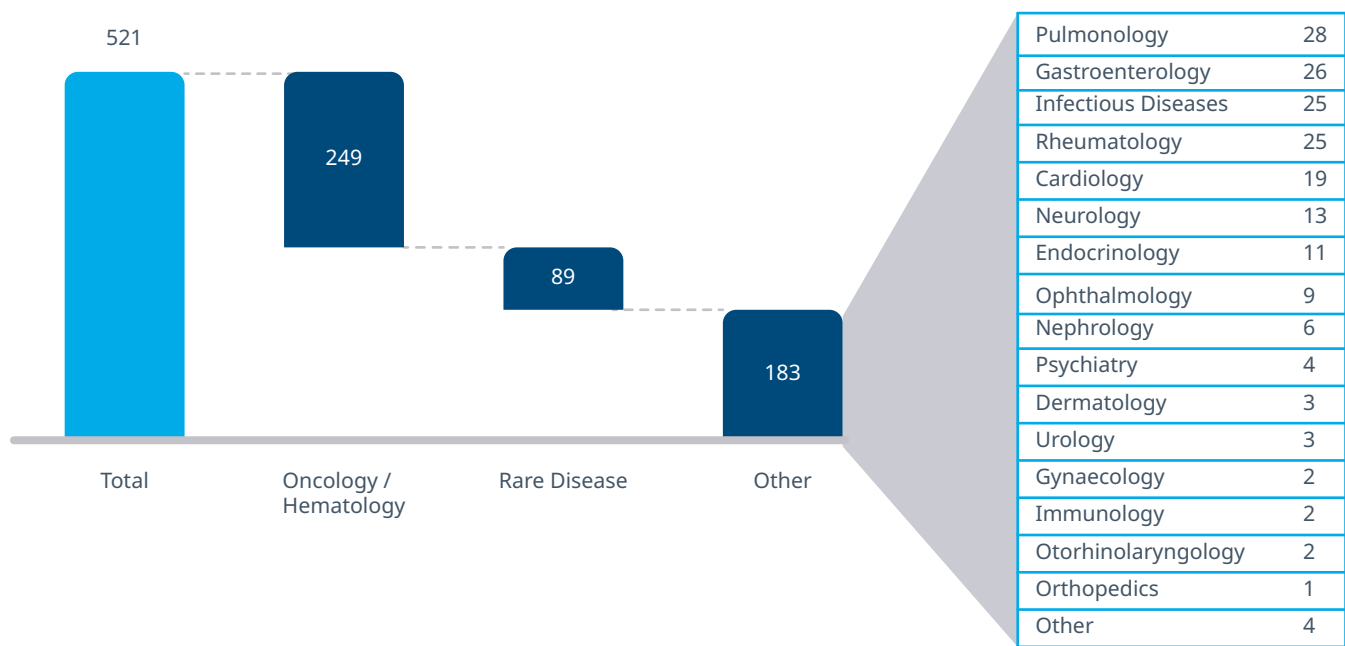 521
249
89
183
Total
Oncology /
Hematology
Rare Disease
Other
Pulmonology 28
Gastroenterology 26
Infectious Diseases 25
Rheumatology 25
Cardiology 19
Neurology 13
Endocrinology 11
Ophthalmology 9
Nephrology 6
Psychiatry 4
Dermatology 3
Urology 3
Gynaecology 2
Immunology 2
Otorhinolaryngology 2
Orthopedics 1
Other 4